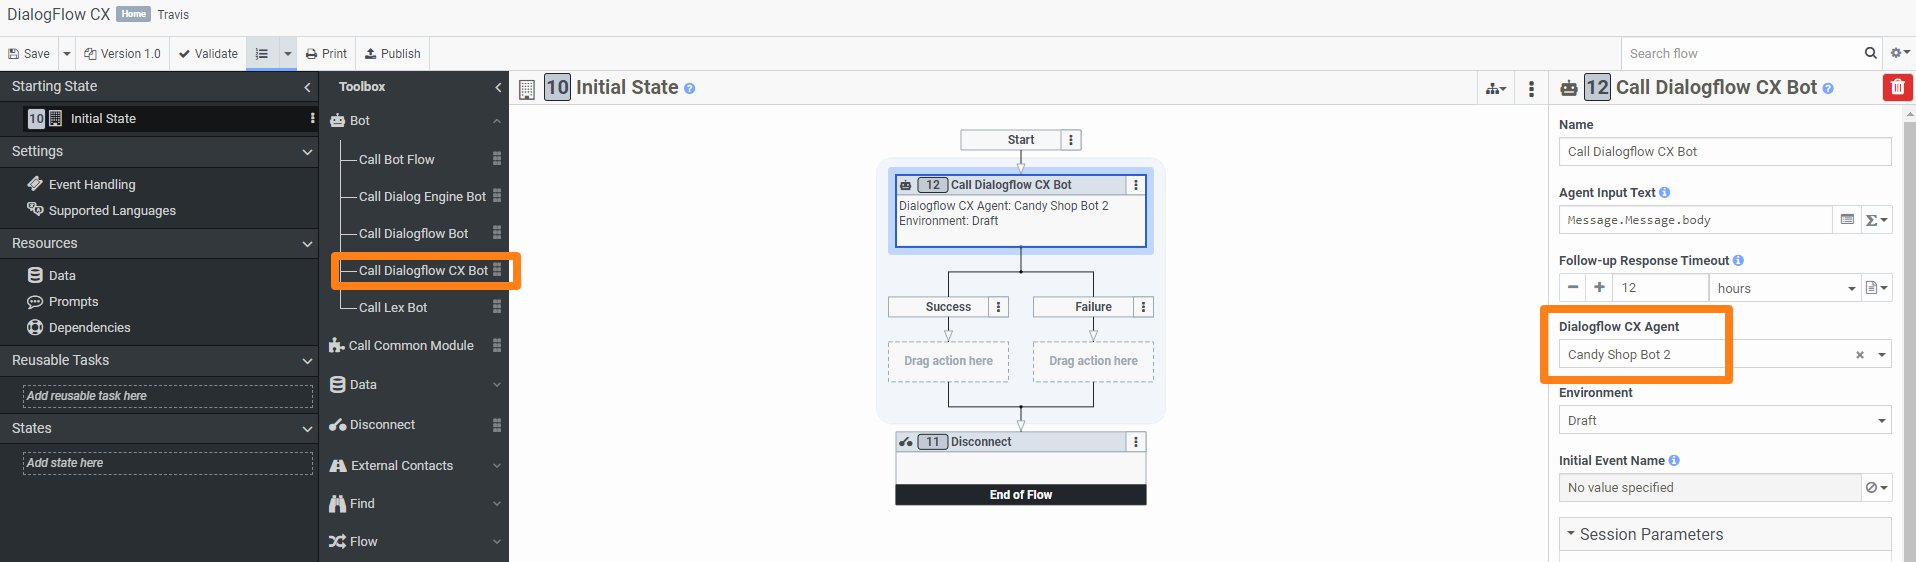 DialogFlow CX Home Travis
Save Version 1.0 Validate Print Publish Search flow
Starting State
10 Initial State
Settings
Event Handling
Supported Languages
Resources
Data
Prompts
Dependencies
Reusable Tasks
Add reusable task here
States
Add state here
Toolbox
Bot
Call Bot Flow
Call Dialog Engine Bot
Call Dialogflow Bot
Call Dialogflow CX Bot
Call Lex Bot
Call Common Module
Data
Disconnect
External Contacts
Find
Flow
10 Initial State
Start
12 Call Dialogflow CX Bot
Dialogflow CX Agent: Candy Shop Bot 2
Environment: Draft
Success Failure
Drag action here Drag action here
11 Disconnect
End of Flow
12 Call Dialogflow CX Bot
Name
Call Dialogflow CX Bot
Agent Input Text
Message.Message.body
Follow-up Response Timeout
12 hours
Dialogflow CX Agent
Candy Shop Bot 2
Environment
Draft
Initial Event Name
No value specified
Session Parameters